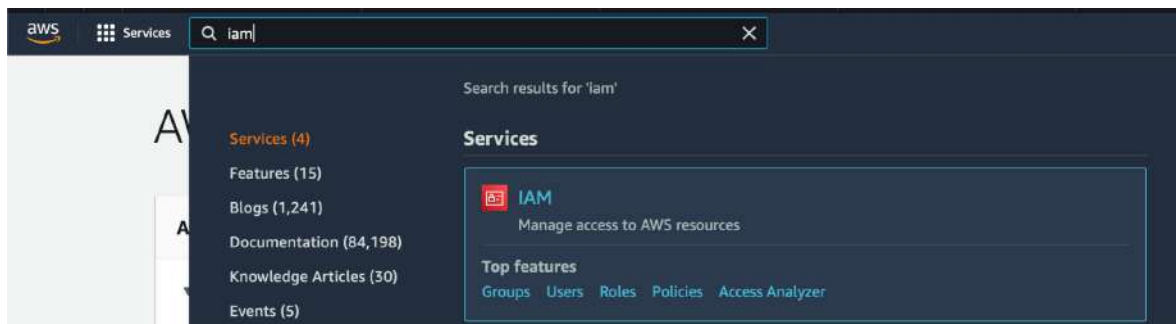 aws Services iam
Search results for 'iam'
AW
Services (4)
Features (15)
Blogs (1,241)
Documentation (84,198)
Knowledge Articles (30)
Events (5)
A
Services
IAM
Manage access to AWS resources
Top features
Groups Users Roles Policies Access Analyzer